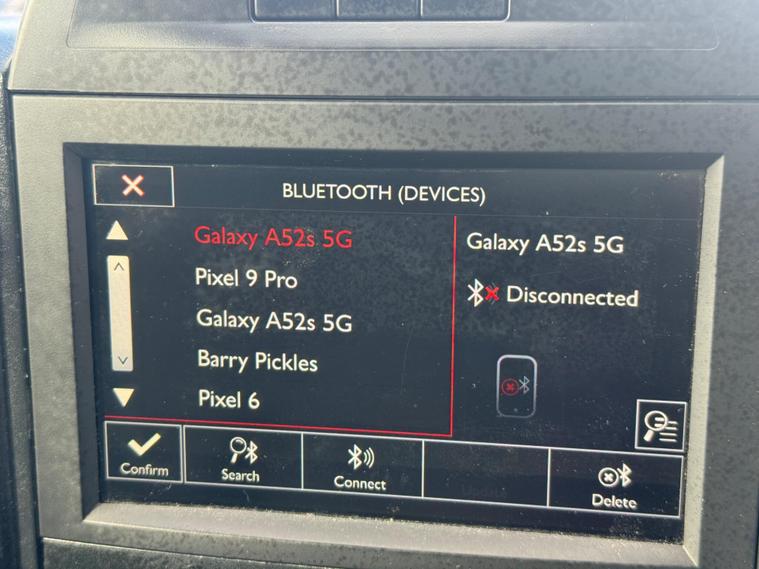 BLUETOOTH (DEVICES)
Galaxy A52s 5G
Pixel 9 Pro
Galaxy A52s 5G
Barry Pickles
Pixel 6
Galaxy A52s 5G
Disconnected
Confirm
Search
Connect
Delete